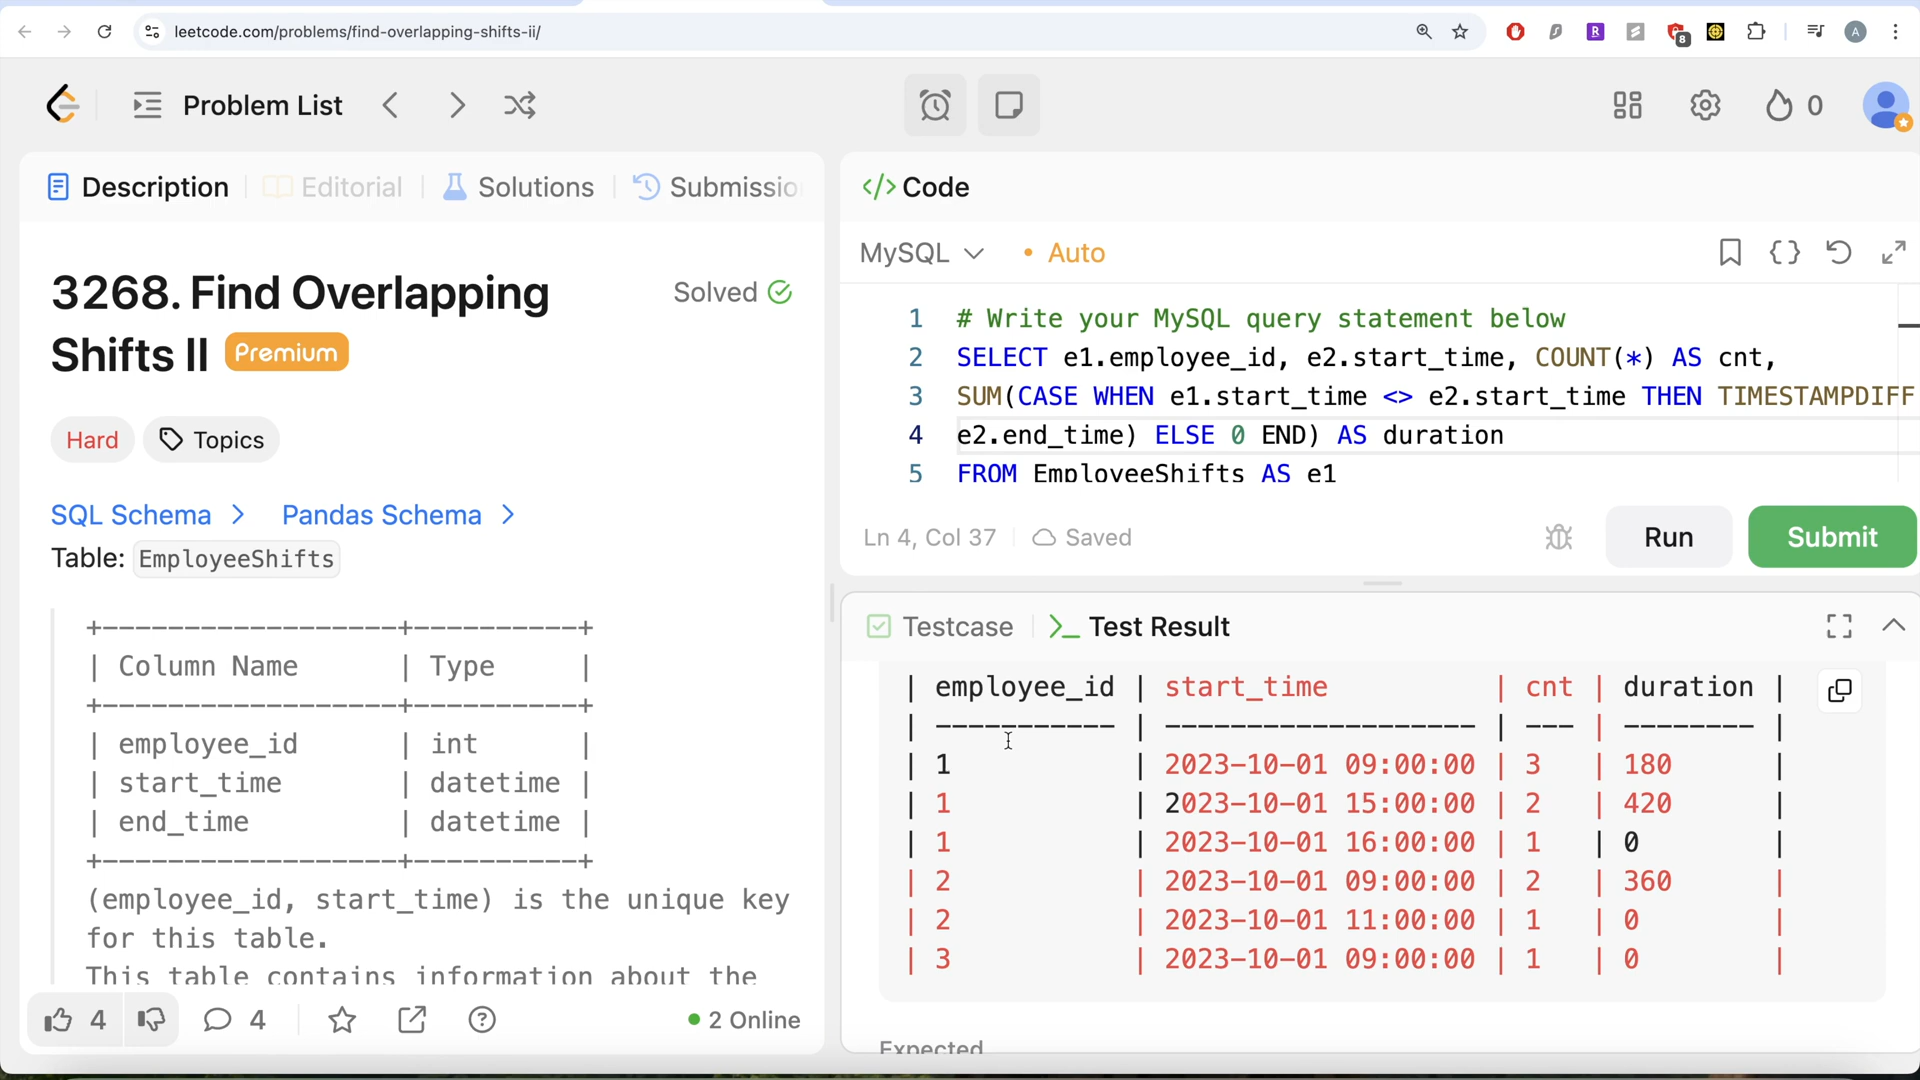 leetcode.com/problems/find-overlapping-shifts-ii/
8
A
Problem List
0
Description
Editorial
Solutions
Submissio
</> Code
MySQL
• Auto
3268. Find Overlapping
Shifts II
Premium
Solved
Hard
Topics
SQL Schema
Pandas Schema
Table: EmployeeShifts
+------------------+----------+
| Column Name      | Type     |
+------------------+----------+
| employee_id      | int      |
| start_time       | datetime |
| end_time         | datetime |
+------------------+----------+
(employee_id, start_time) is the unique key
for this table.
This table contains information about the
4
4
2 Online
1 # Write your MySQL query statement below
2 SELECT e1.employee_id, e2.start_time, COUNT(*) AS cnt,
3 SUM(CASE WHEN e1.start_time <> e2.start_time THEN TIMESTAMPDIFF
4 e2.end_time) ELSE 0 END) AS duration
5 FROM EmployeeShifts AS e1
Ln 4, Col 37
Saved
Run
Submit
Testcase
>_ Test Result
| employee_id | start_time          | cnt | duration |
| ----------- | ------------------- | --- | -------- |
| 1           | 2023-10-01 09:00:00 | 3   | 180      |
| 1           | 2023-10-01 15:00:00 | 2   | 420      |
| 1           | 2023-10-01 16:00:00 | 1   | 0        |
| 2           | 2023-10-01 09:00:00 | 2   | 360      |
| 2           | 2023-10-01 11:00:00 | 1   | 0        |
| 3           | 2023-10-01 09:00:00 | 1   | 0        |
Expected